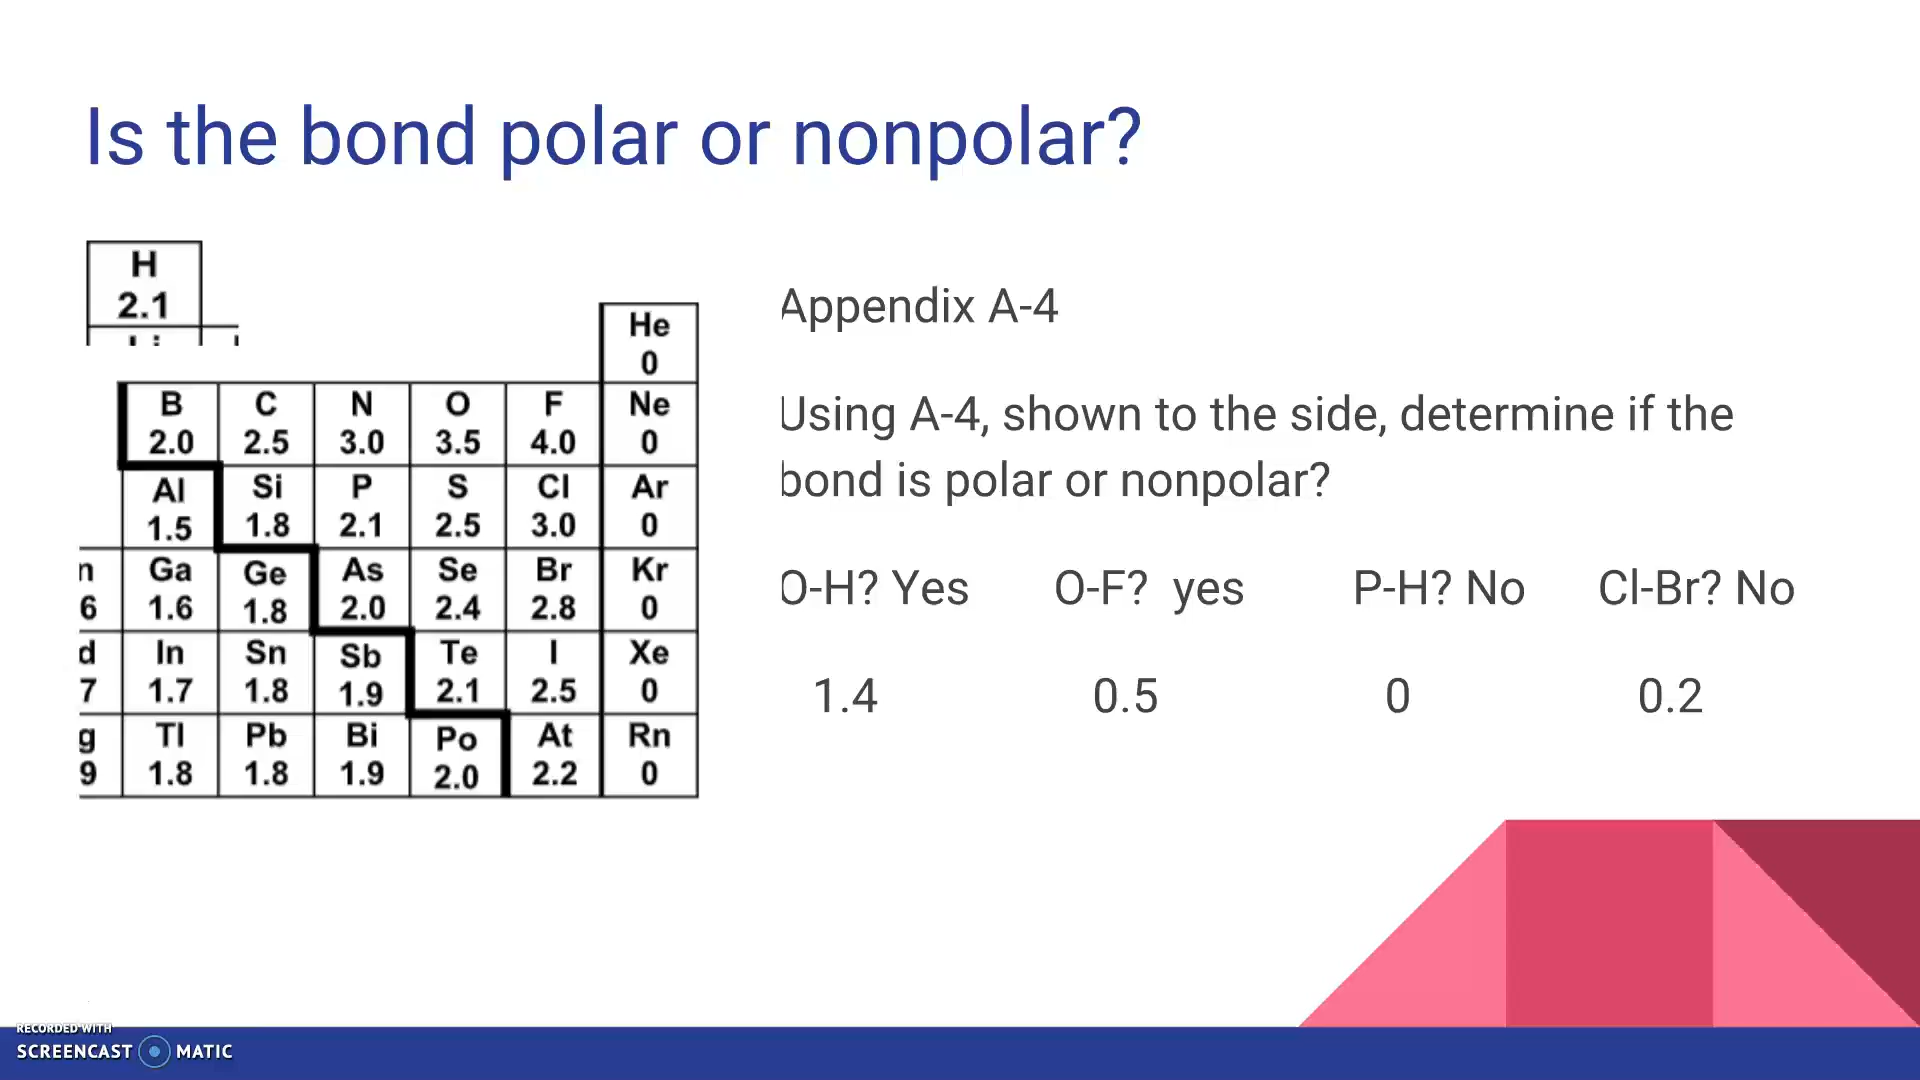 Is the bond polar or nonpolar?
H
2.1
He
0
B C N O F Ne
2.0 2.5 3.0 3.5 4.0 0
Al Si P S Cl Ar
1.5 1.8 2.1 2.5 3.0 0
n Ga Ge As Se Br Kr
6 1.6 1.8 2.0 2.4 2.8 0
d In Sn Sb Te I Xe
7 1.7 1.8 1.9 2.1 2.5 0
g Tl Pb Bi Po At Rn
9 1.8 1.8 1.9 2.0 2.2 0
Appendix A-4
Using A-4, shown to the side, determine if the
bond is polar or nonpolar?
O-H? Yes O-F? yes P-H? No Cl-Br? No
1.4 0.5 0 0.2
RECORDED WITH
SCREENCAST MATIC